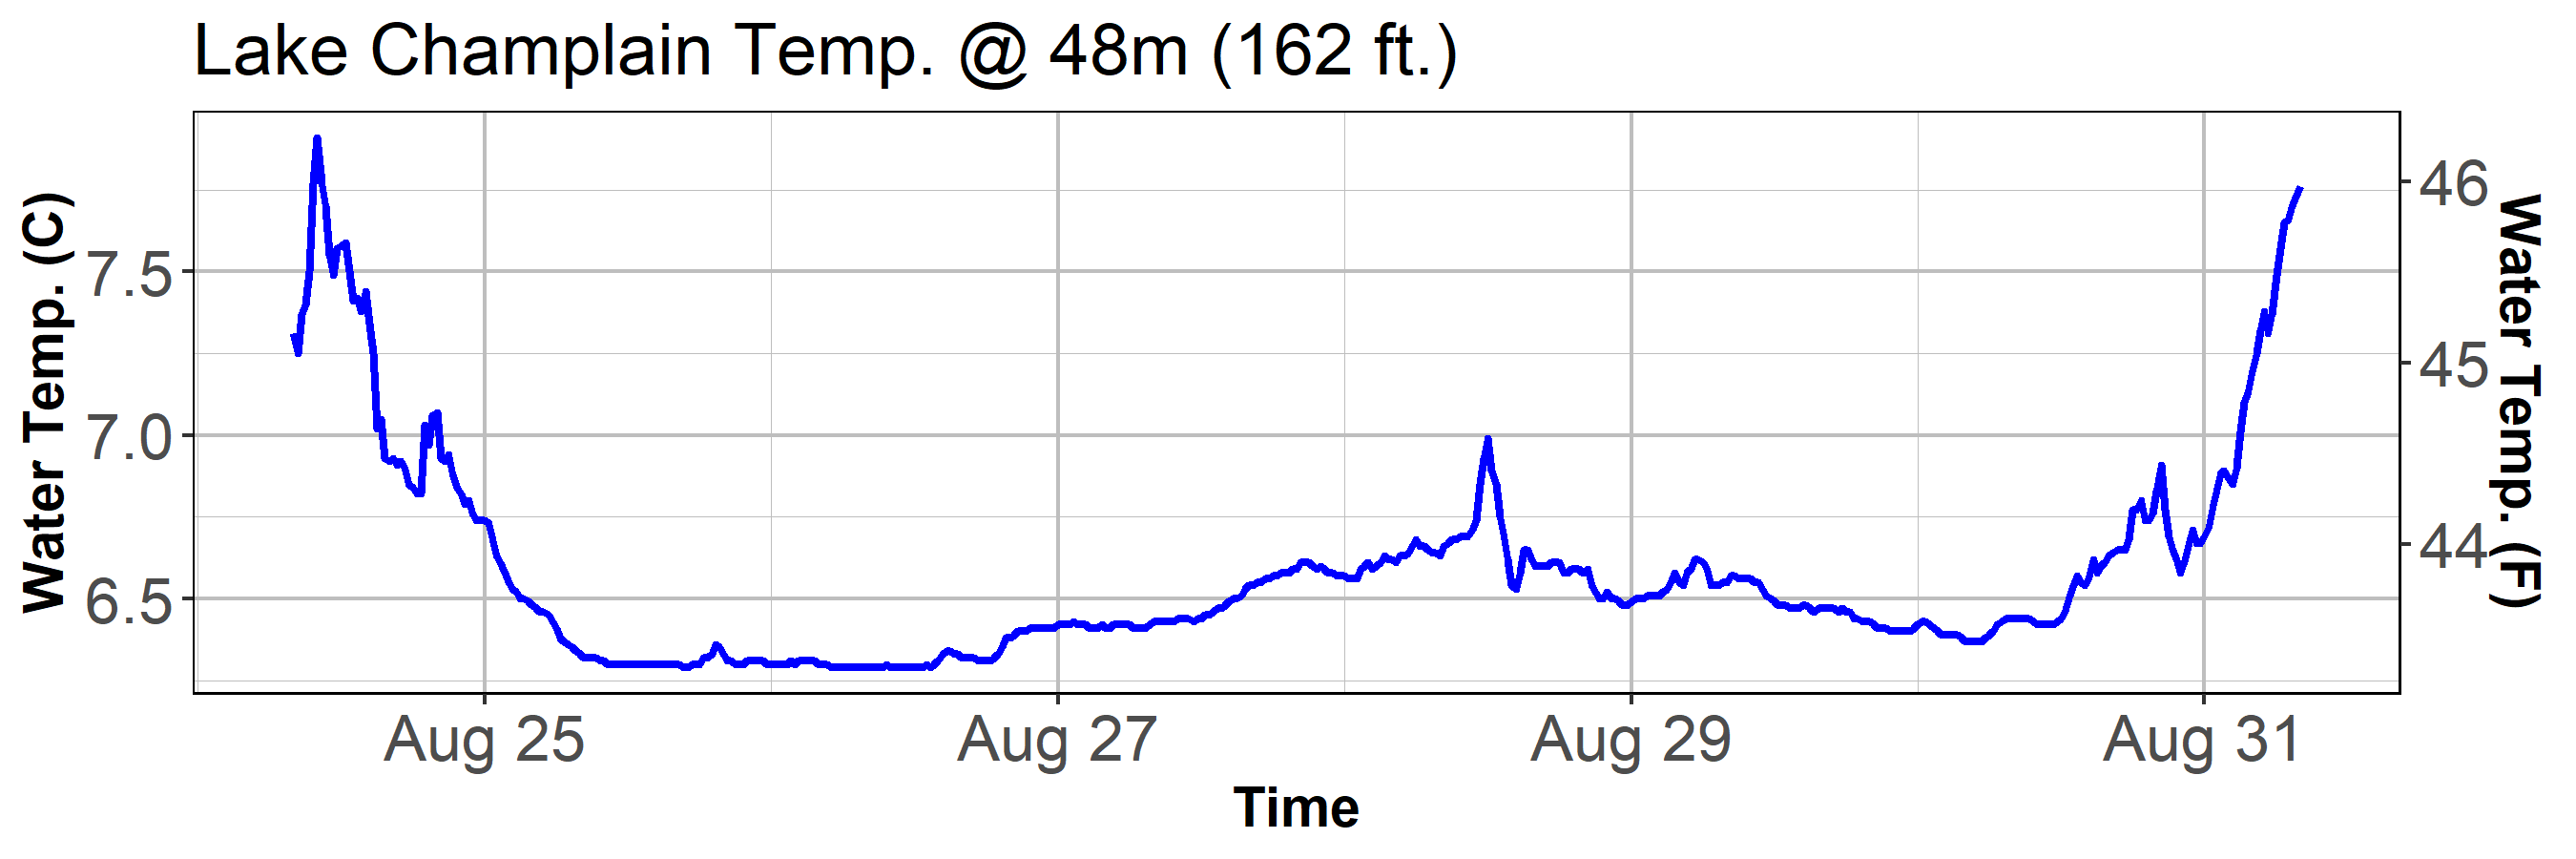 Lake Champlain Temp. @ 48m (162 ft.)
Water Temp. (C)
7.5
7.0
6.5
46
45
44
Water Temp. (F)
Aug 25
Aug 27
Aug 29
Aug 31
Time